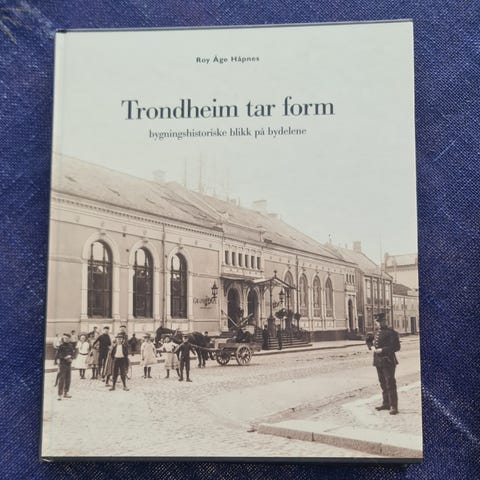 Roy Åge Håpnes
Trondheim tar form
bygningshistoriske blikk på bydelene